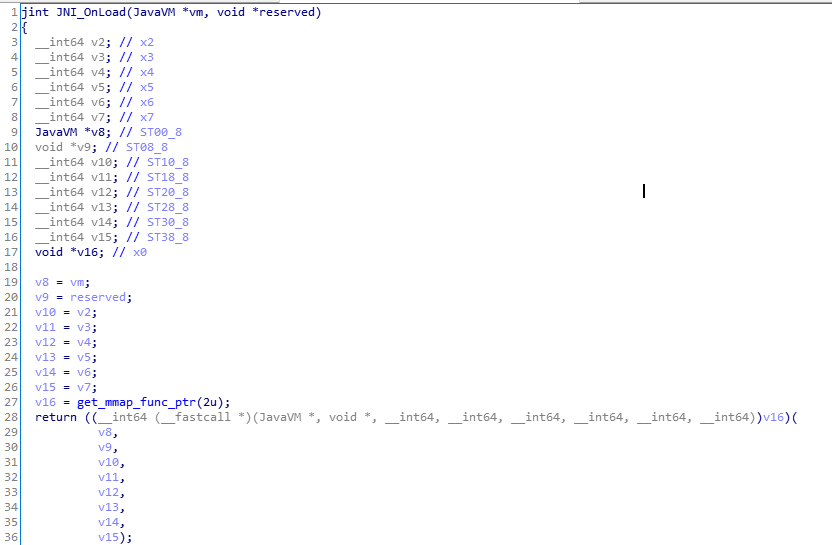 1 jint JNI_OnLoad(JavaVM *vm, void *reserved)
2 {
3 __int64 v2; // x2
4 __int64 v3; // x3
5 __int64 v4; // x4
6 __int64 v5; // x5
7 __int64 v6; // x6
8 __int64 v7; // x7
9 JavaVM *v8; // ST00_8
10 void *v9; // ST08_8
11 __int64 v10; // ST10_8
12 __int64 v11; // ST18_8
13 __int64 v12; // ST20_8
14 __int64 v13; // ST28_8
15 __int64 v14; // ST30_8
16 __int64 v15; // ST38_8
17 void *v16; // x0
18
19 v8 = vm;
20 v9 = reserved;
21 v10 = v2;
22 v11 = v3;
23 v12 = v4;
24 v13 = v5;
25 v14 = v6;
26 v15 = v7;
27 v16 = get_mmap_func_ptr(2u);
28 return ((__int64 (__fastcall *)(JavaVM *, void *, __int64, __int64, __int64, __int64, __int64, __int64))v16)(
29 v8,
30 v9,
31 v10,
32 v11,
33 v12,
34 v13,
35 v14,
36 v15);